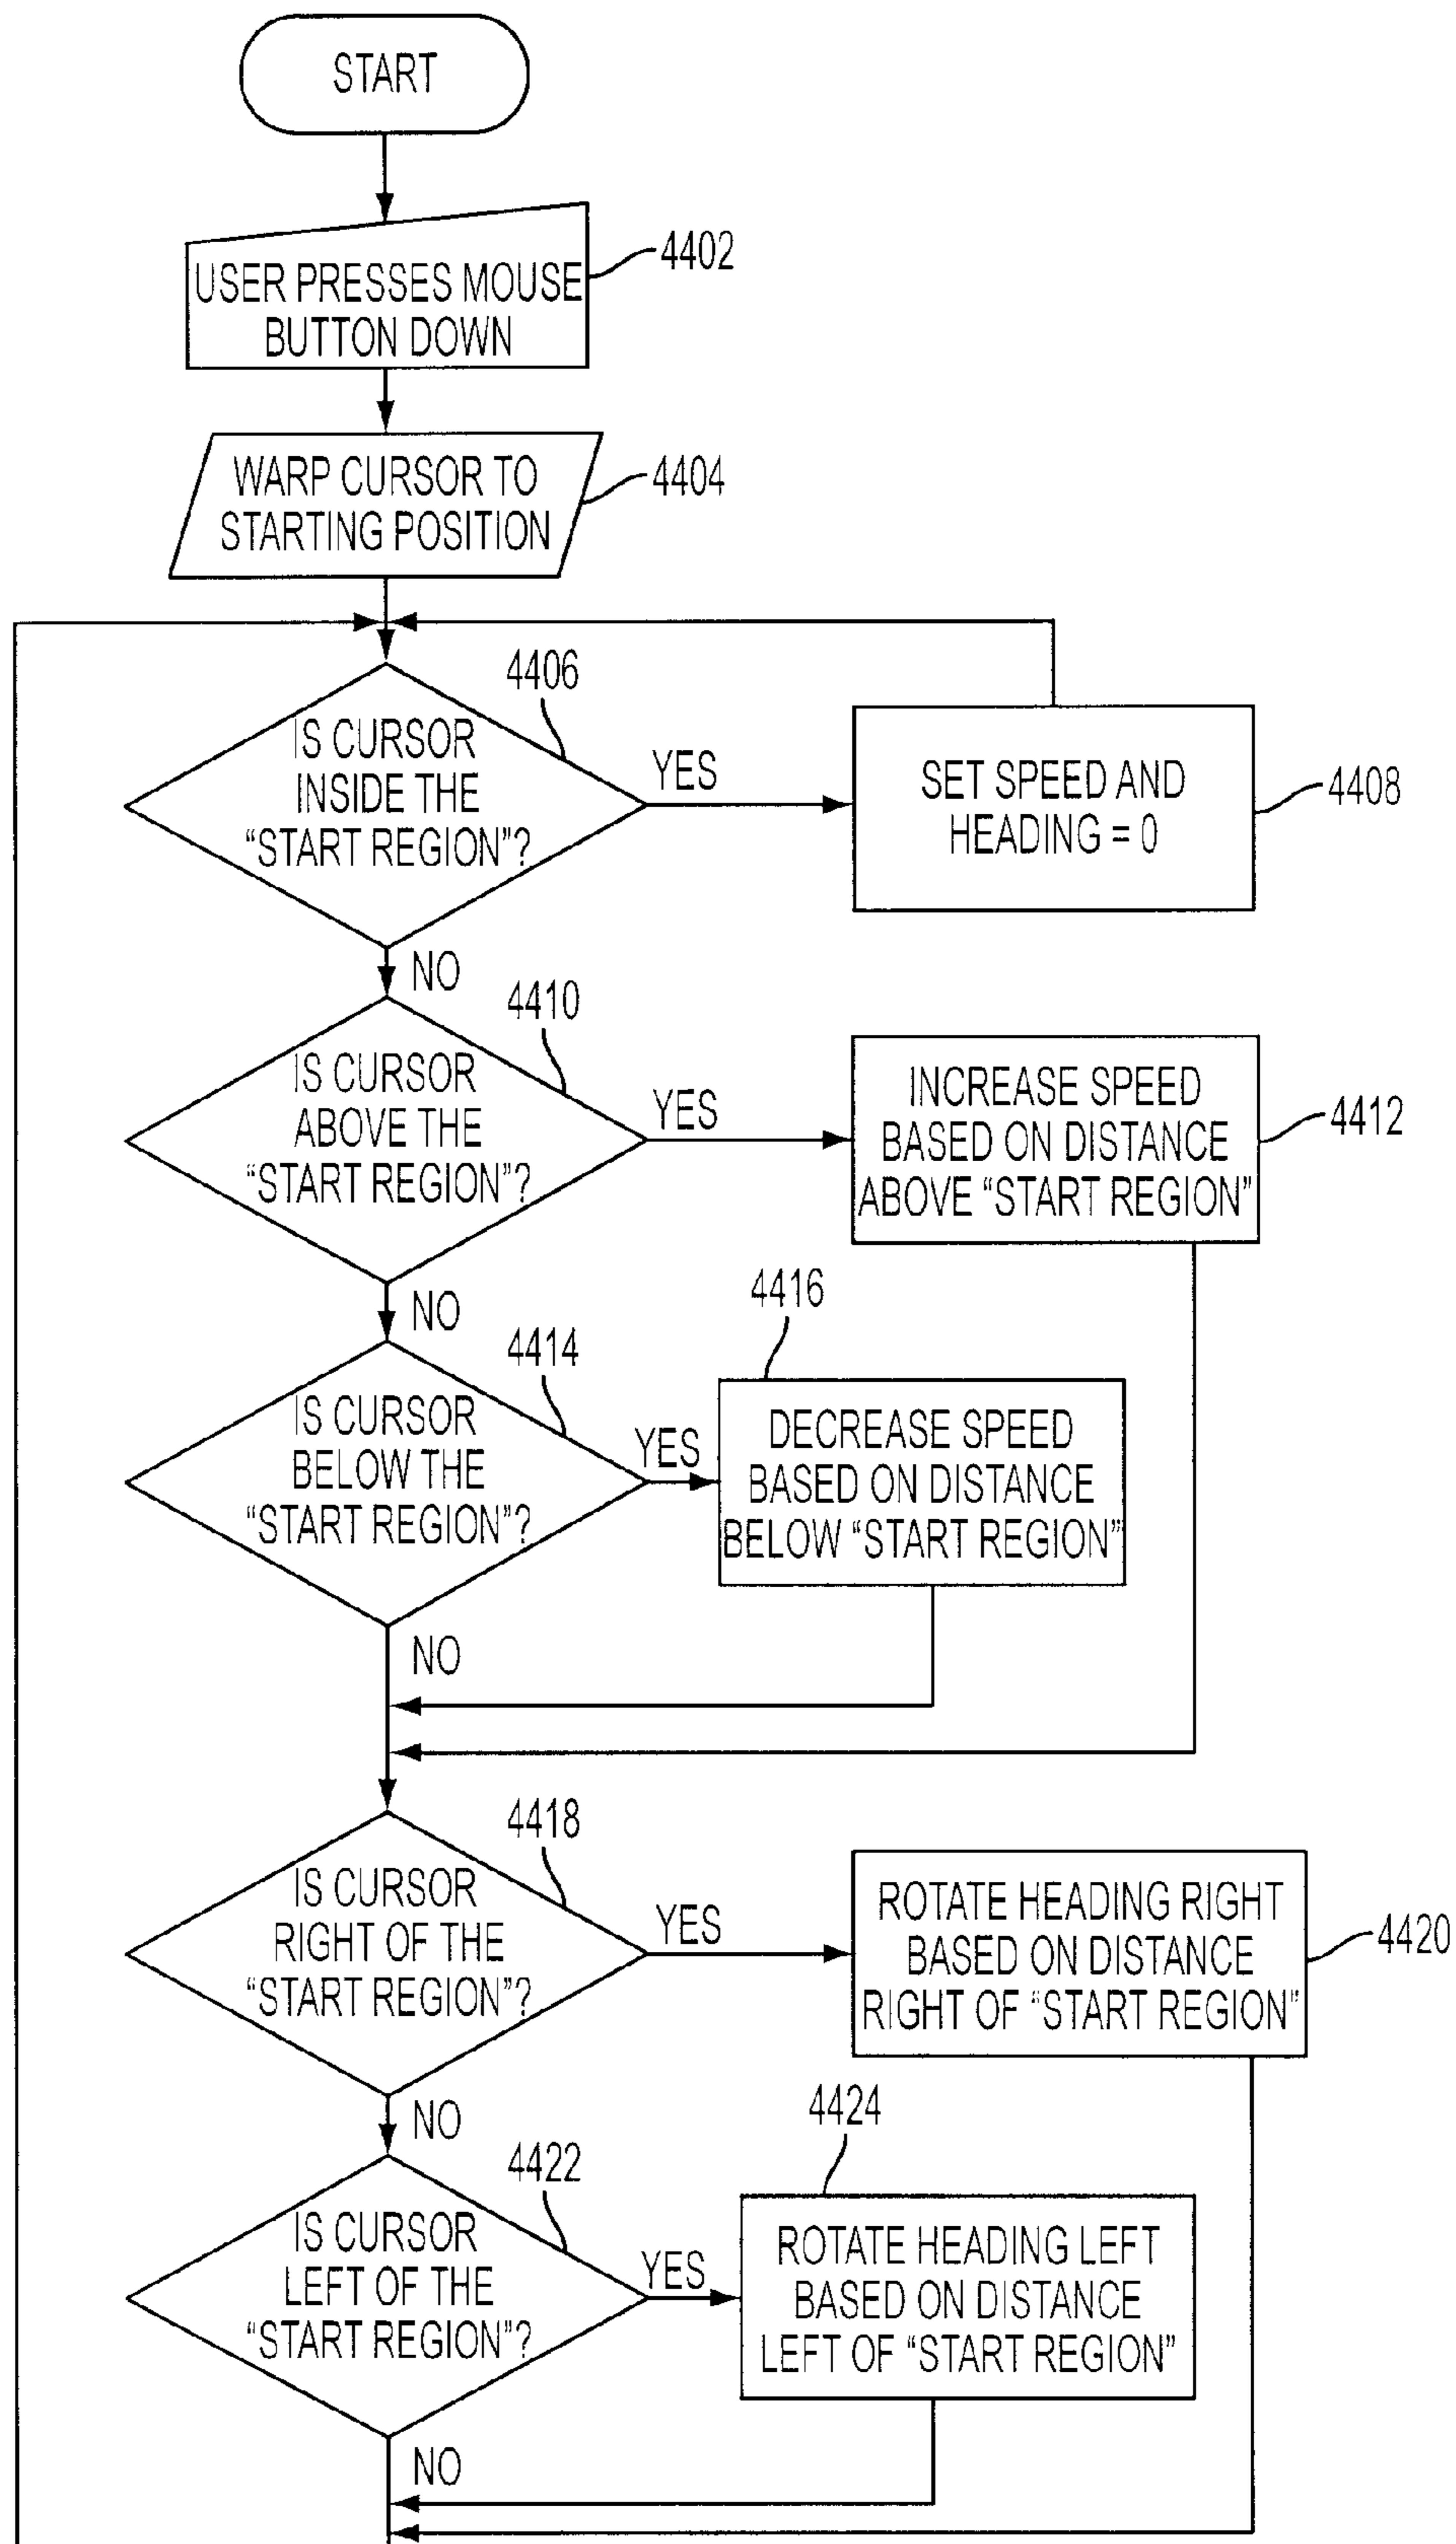 START
USER PRESSES MOUSE
BUTTON DOWN
4402
WARP CURSOR TO
STARTING POSITION
4404
4406
IS CURSOR
INSIDE THE
“START REGION”?
YES
SET SPEED AND
HEADING = 0
4408
NO
4410
IS CURSOR
ABOVE THE
“START REGION”?
YES
INCREASE SPEED
BASED ON DISTANCE
ABOVE “START REGION”
4412
NO
4414
IS CURSOR
BELOW THE
“START REGION”?
YES
4416
DECREASE SPEED
BASED ON DISTANCE
BELOW “START REGION”
NO
4418
IS CURSOR
RIGHT OF THE
“START REGION”?
YES
ROTATE HEADING RIGHT
BASED ON DISTANCE
RIGHT OF “START REGION”
4420
NO
4422
IS CURSOR
LEFT OF THE
“START REGION”?
YES
4424
ROTATE HEADING LEFT
BASED ON DISTANCE
LEFT OF “START REGION”
NO